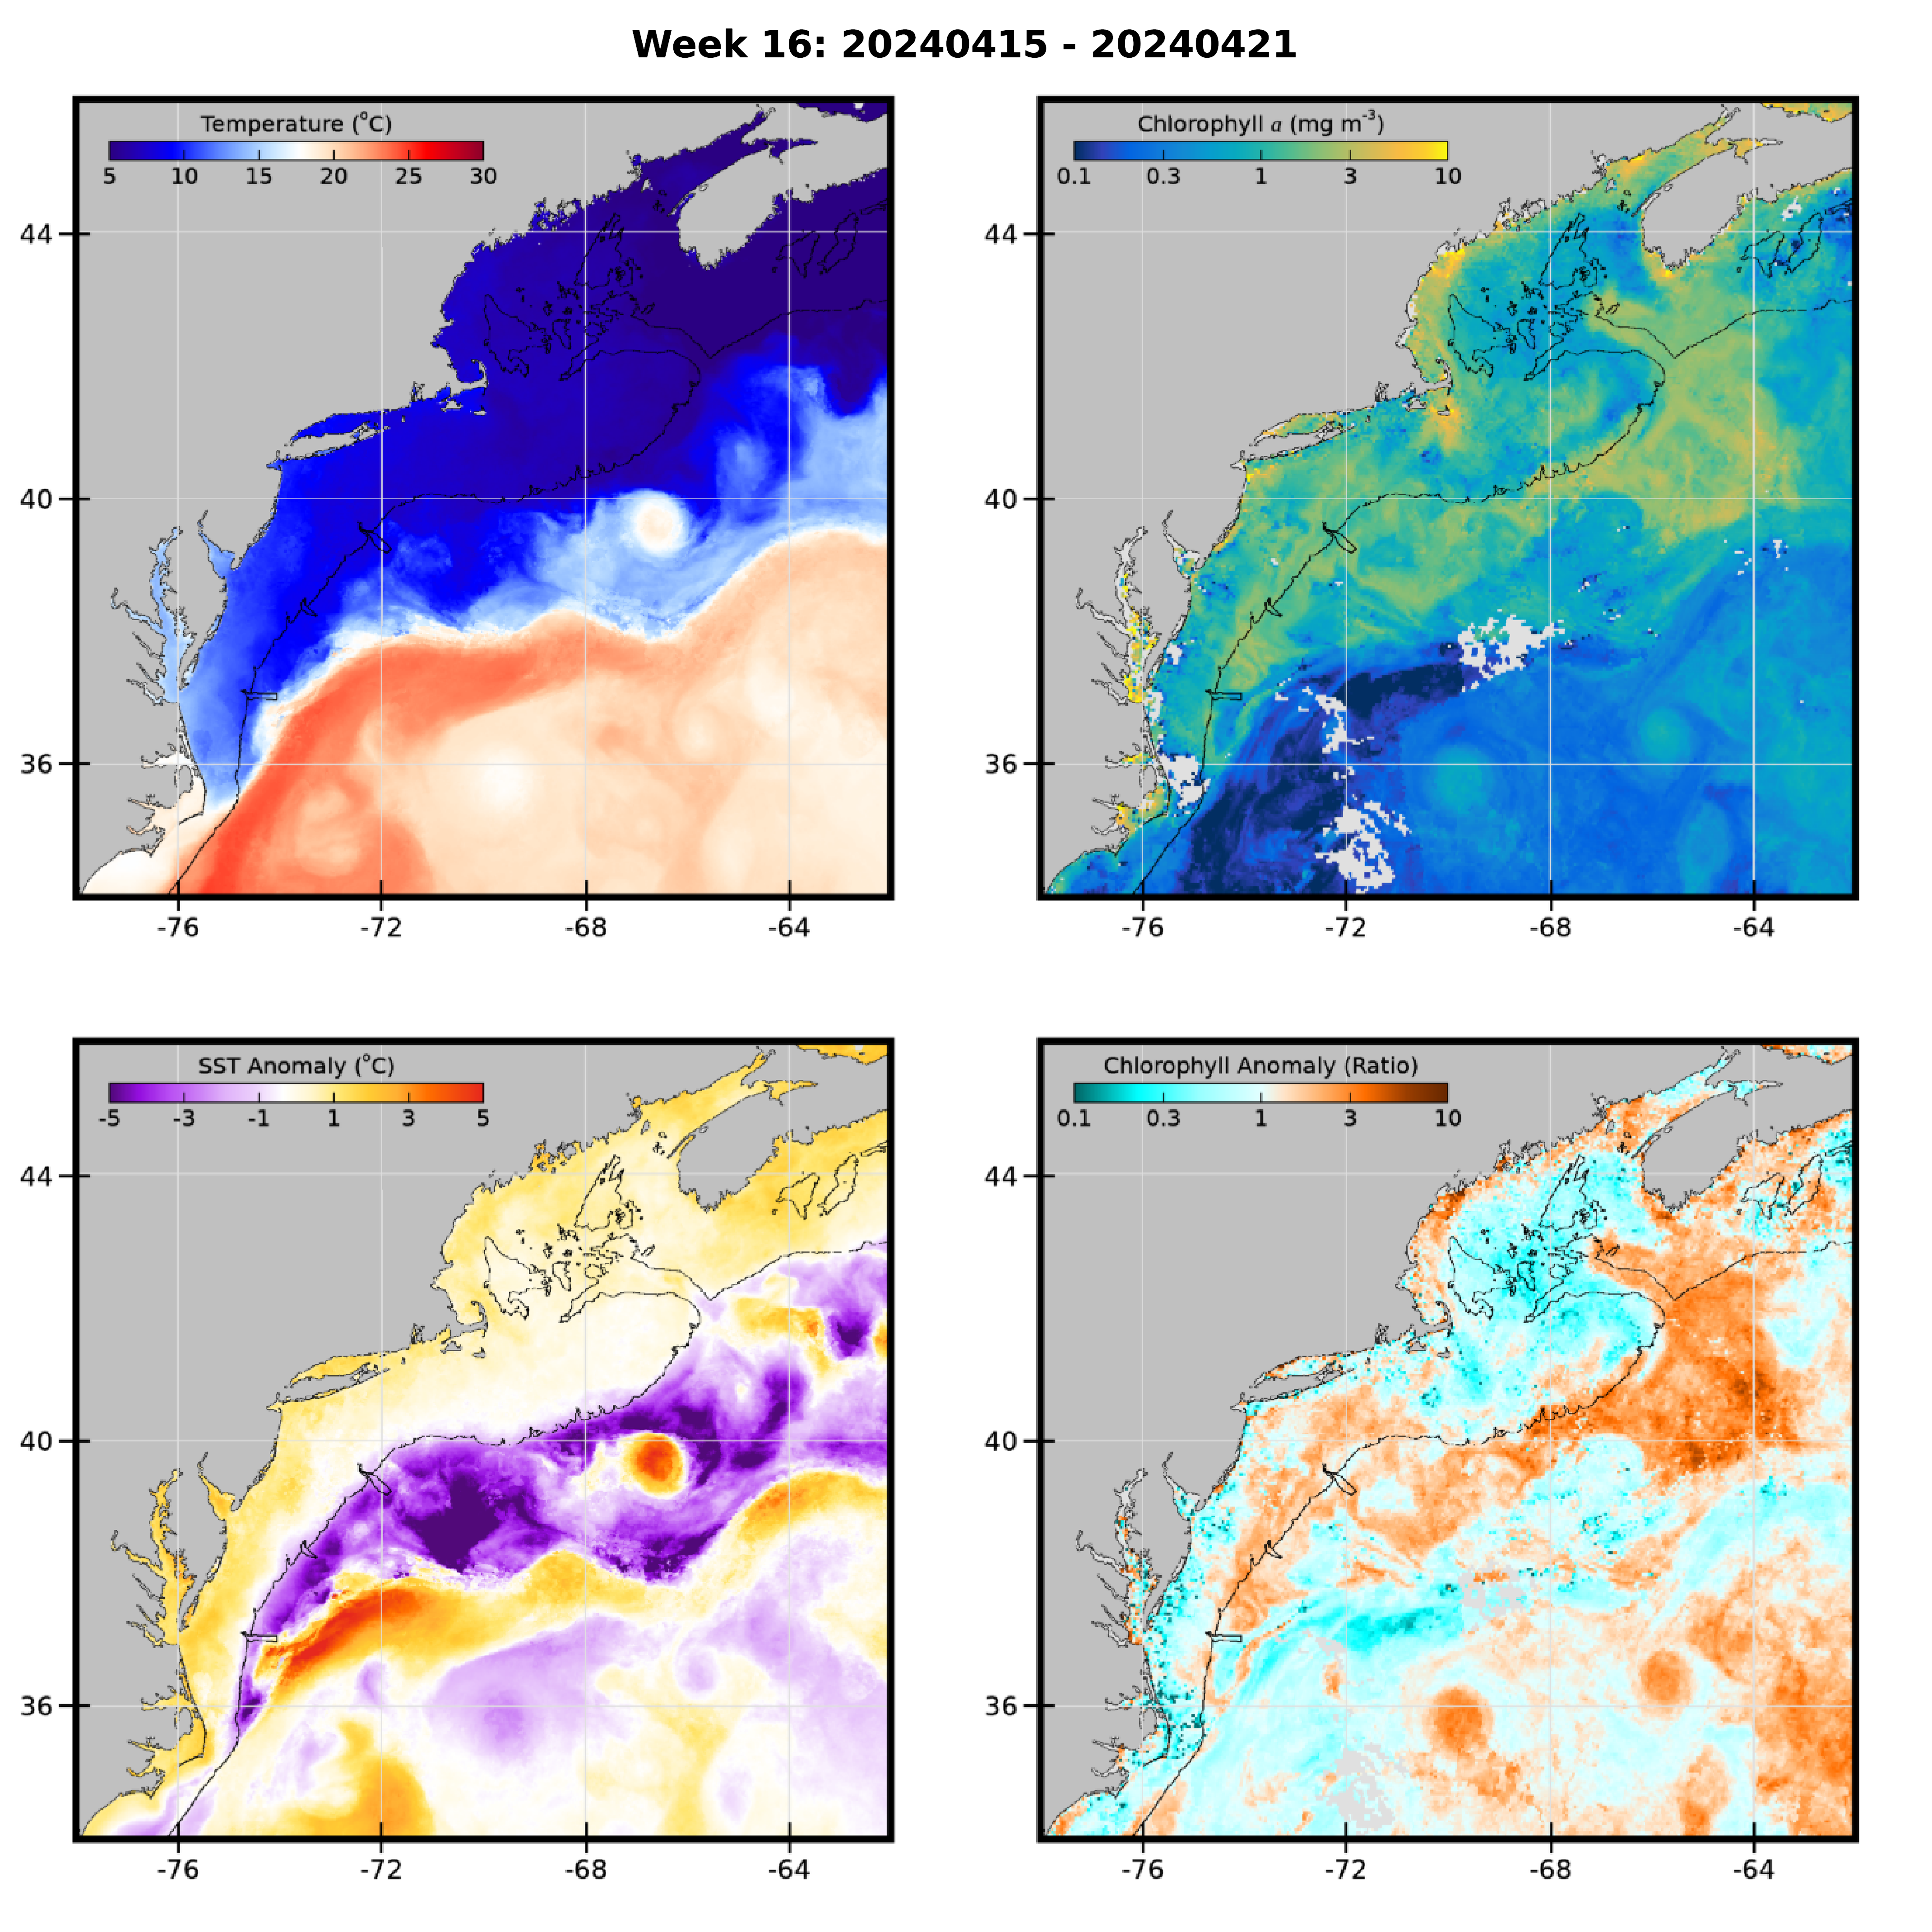 Week 16: 20240415 - 20240421
Temperature (°C)
5 10 15 20 25 30
44
40
36
-76 -72 -68 -64
Chlorophyll a (mg m⁻³)
0.1 0.3 1 3 10
44
40
36
-76 -72 -68 -64
SST Anomaly (°C)
-5 -3 -1 1 3 5
44
40
36
-76 -72 -68 -64
Chlorophyll Anomaly (Ratio)
0.1 0.3 1 3 10
44
40
36
-76 -72 -68 -64